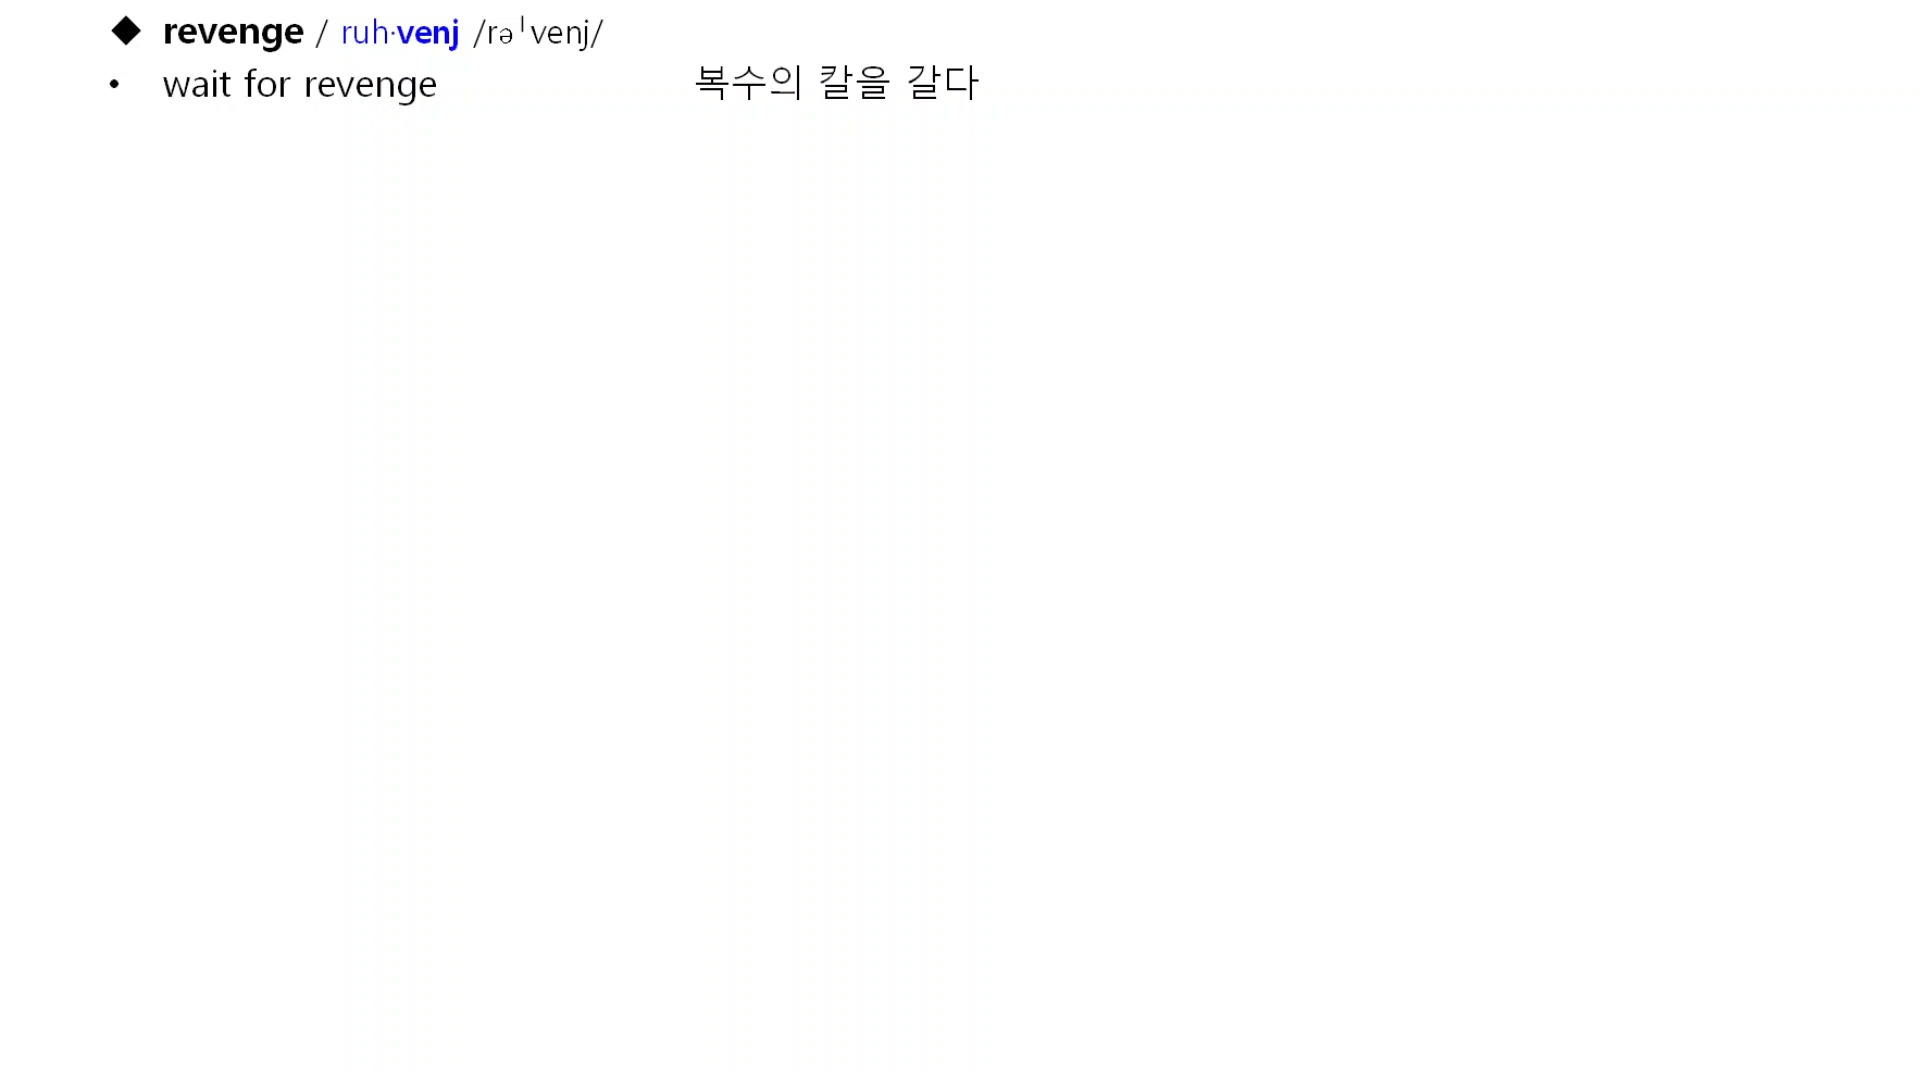 ◆ revenge / ruh·venj /rəˈvenj/
• wait for revenge 복수의 칼을 갈다